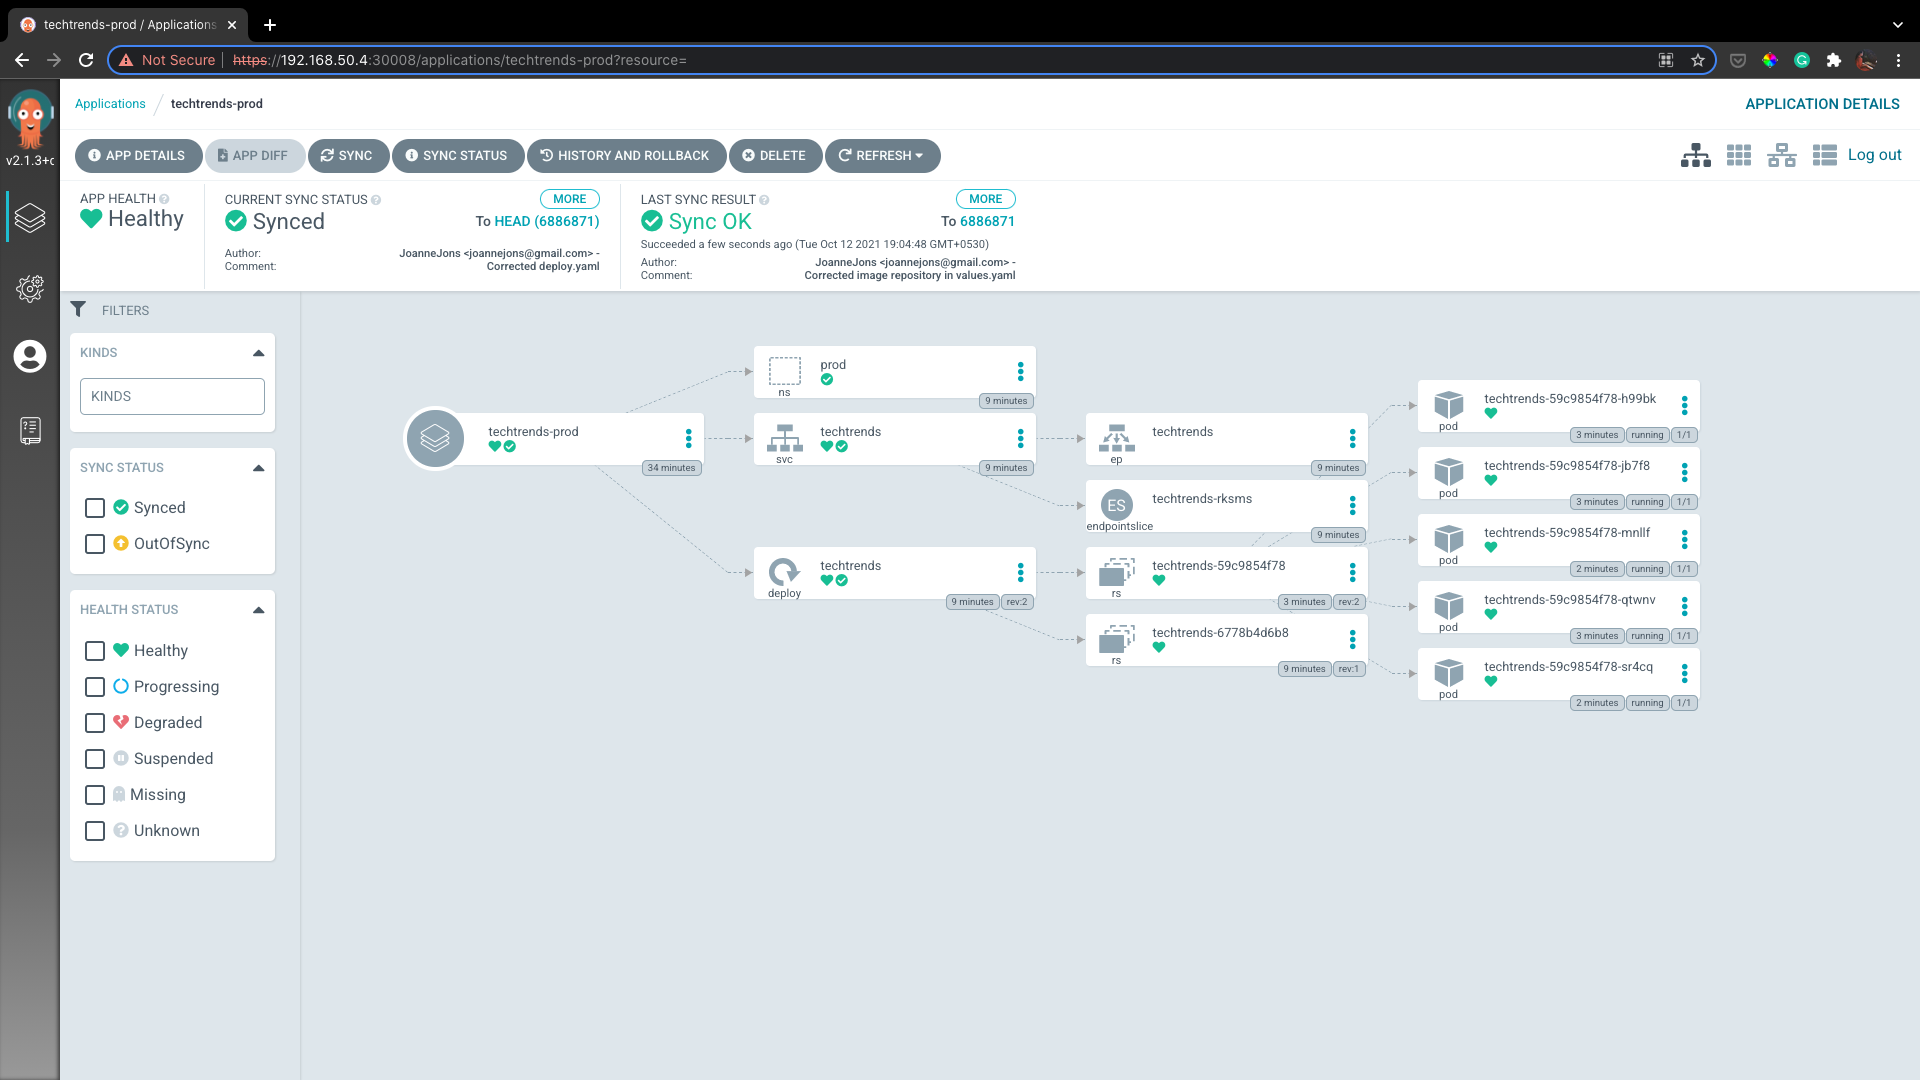 techtrends-prod / Applications
Not Secure https://192.168.50.4:30008/applications/techtrends-prod?resource=
Applications / techtrends-prod
APPLICATION DETAILS
v2.1.3+
APP DETAILS
APP DIFF
SYNC
SYNC STATUS
HISTORY AND ROLLBACK
DELETE
REFRESH
Log out
APP HEALTH
Healthy
CURRENT SYNC STATUS
MORE
Synced
To HEAD (6886871)
Author: JoanneJons <joannejons@gmail.com> -
Comment: Corrected deploy.yaml
LAST SYNC RESULT
MORE
Sync OK
To 6886871
Succeeded a few seconds ago (Tue Oct 12 2021 19:04:48 GMT+0530)
Author: JoanneJons <joannejons@gmail.com> -
Comment: Corrected image repository in values.yaml
FILTERS
KINDS
KINDS
SYNC STATUS
Synced
OutOfSync
HEALTH STATUS
Healthy
Progressing
Degraded
Suspended
Missing
Unknown
techtrends-prod
34 minutes
prod
ns
9 minutes
techtrends
svc
9 minutes
techtrends
deploy
9 minutes rev:2
techtrends
ep
9 minutes
ES
techtrends-rksms
endpointslice
9 minutes
techtrends-59c9854f78
rs
3 minutes rev:2
techtrends-6778b4d6b8
rs
9 minutes rev:1
techtrends-59c9854f78-h99bk
pod
3 minutes running 1/1
techtrends-59c9854f78-jb7f8
pod
3 minutes running 1/1
techtrends-59c9854f78-mnllf
pod
2 minutes running 1/1
techtrends-59c9854f78-qtwnv
pod
3 minutes running 1/1
techtrends-59c9854f78-sr4cq
pod
2 minutes running 1/1